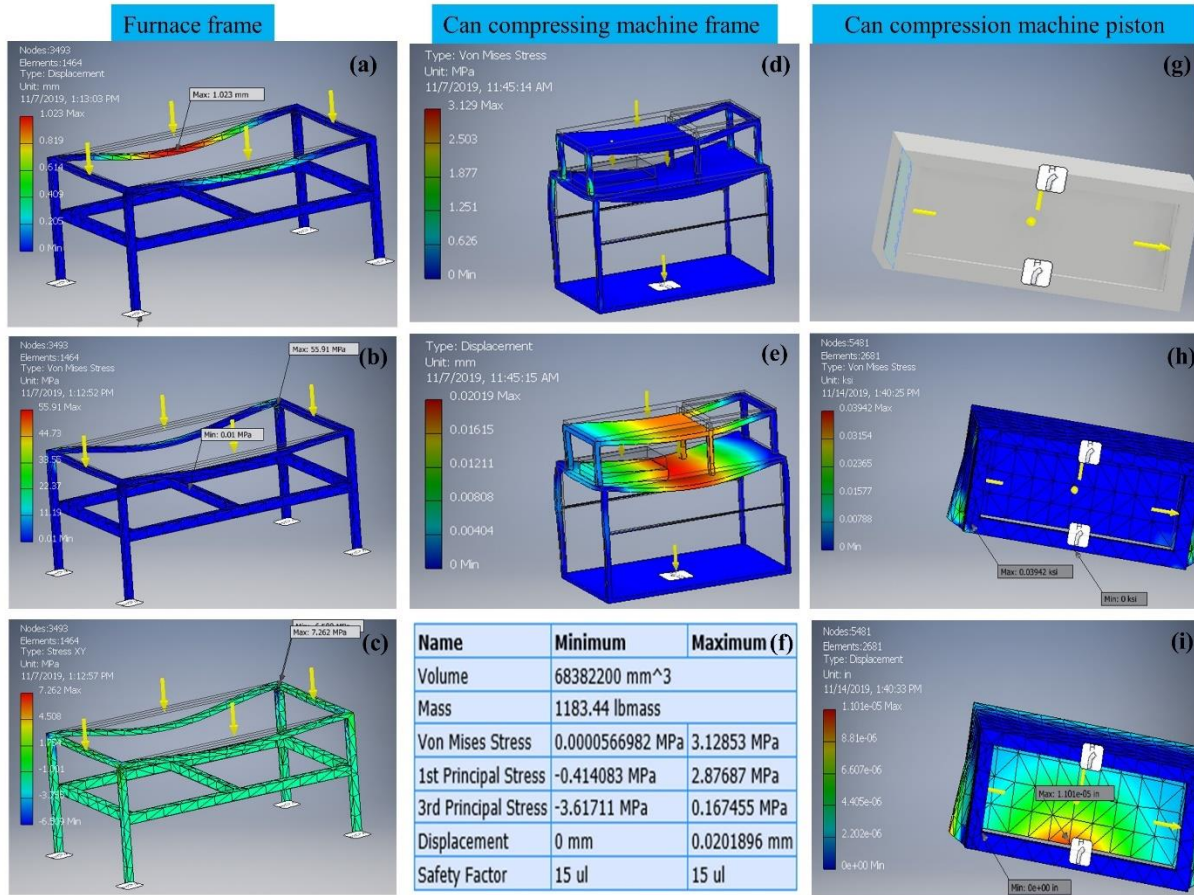 Furnace frame
Can compressing machine frame
Can compression machine piston
(a)
Nodes:3493
Elements:1464
Type: Displacement
Unit: mm
11/7/2019, 1:13:03 PM
1.023 Max
0.819
0.614
0.409
0.205
0 Min
Max: 1.023 mm
(d)
Type: Von Mises Stress
Unit: MPa
11/7/2019, 11:45:14 AM
3.129 Max
2.503
1.877
1.251
0.626
0 Min
(g)
(b)
Nodes:3493
Elements:1464
Type: Von Mises Stress
Unit: MPa
11/7/2019, 1:12:52 PM
55.91 Max
44.73
33.55
22.37
11.19
0.01 Min
Max: 55.91 MPa
Min: 0.01 MPa
(e)
Type: Displacement
Unit: mm
11/7/2019, 11:45:15 AM
0.02019 Max
0.01615
0.01211
0.00808
0.00404
0 Min
(h)
Nodes:5481
Elements:2681
Type: Von Mises Stress
Unit: ksi
11/14/2019, 1:40:25 PM
0.03942 Max
0.03154
0.02365
0.01577
0.00788
0 Min
Max: 0.03942 ksi
Min: 0 ksi
(c)
Nodes:3493
Elements:1464
Type: Stress XY
Unit: MPa
11/7/2019, 1:12:57 PM
7.262 Max
4.508
Max: 7.262 MPa
Name Minimum Maximum (f)
Volume 68382200 mm^3
Mass 1183.44 lbmass
Von Mises Stress 0.0000566982 MPa 3.12853 MPa
1st Principal Stress -0.414083 MPa 2.87687 MPa
3rd Principal Stress -3.61711 MPa 0.167455 MPa
Displacement 0 mm 0.0201896 mm
Safety Factor 15 ul 15 ul
(i)
Nodes:5481
Elements:2681
Type: Displacement
Unit: in
11/14/2019, 1:40:33 PM
1.101e-05 Max
8.81e-06
6.607e-06
4.405e-06
2.202e-06
0e+00 Min
Max: 1.101e-05 in
Min: 0e+00 in